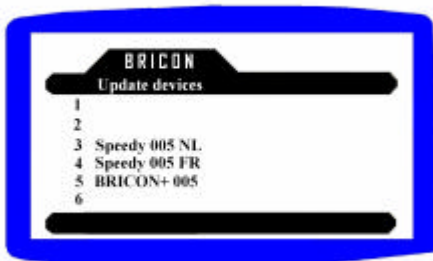 BRICON
Update devices
1
2
3 Speedy 005 NL
4 Speedy 005 FR
5 BRICON+ 005
6